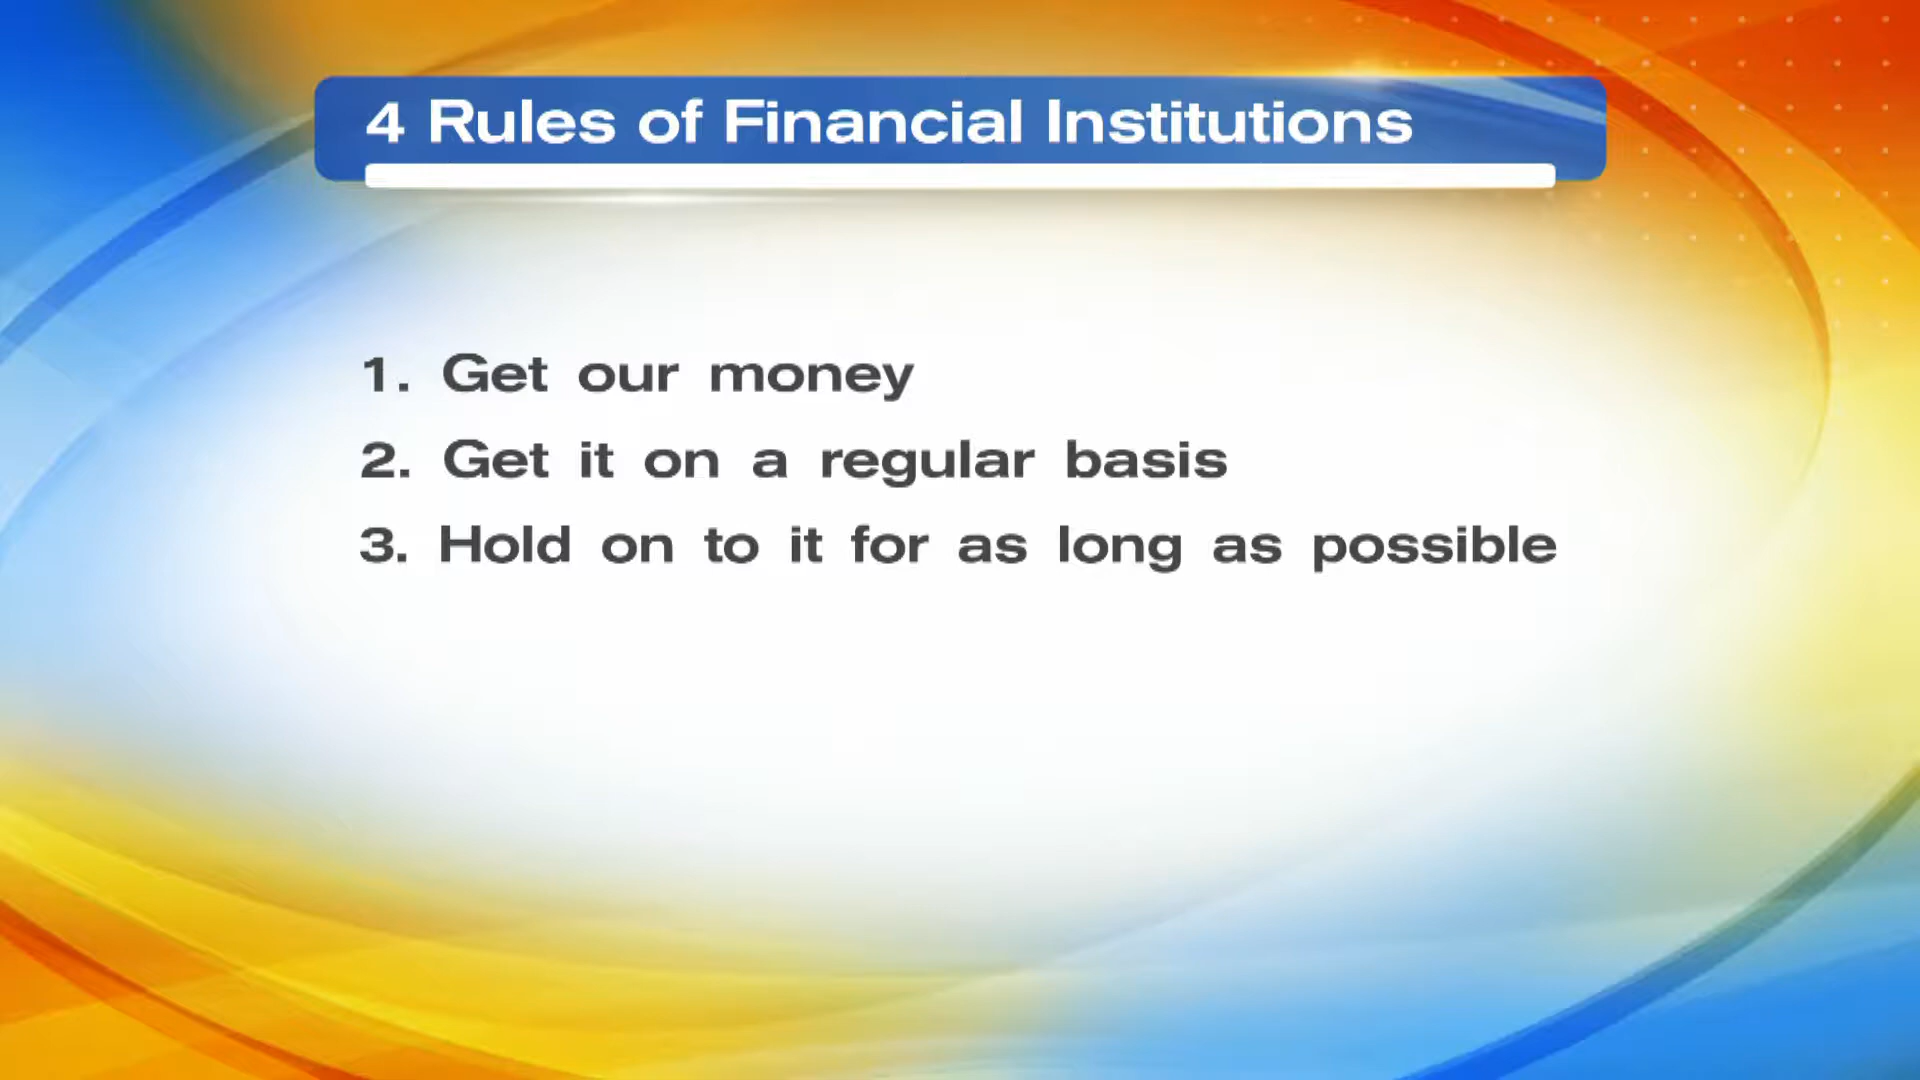 4 Rules of Financial Institutions
1. Get our money
2. Get it on a regular basis
3. Hold on to it for as long as possible